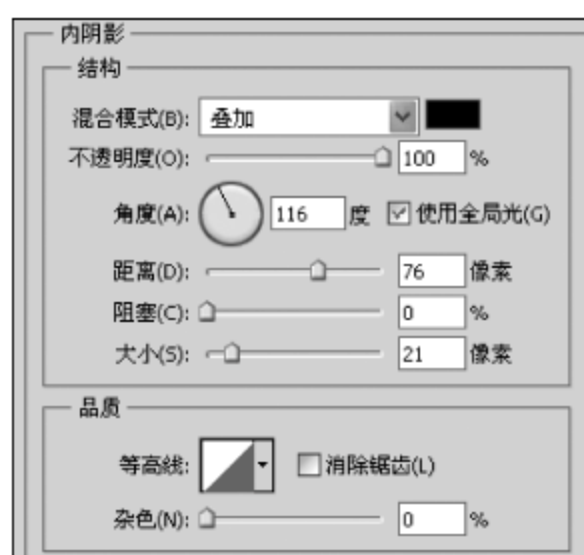 内阴影
结构
混合模式(B): 叠加
不透明度(O): 100 %
角度(A): 116 度 使用全局光(G)
距离(D): 76 像素
阻塞(C): 0 %
大小(S): 21 像素
品质
等高线: 消除锯齿(L)
杂色(N): 0 %